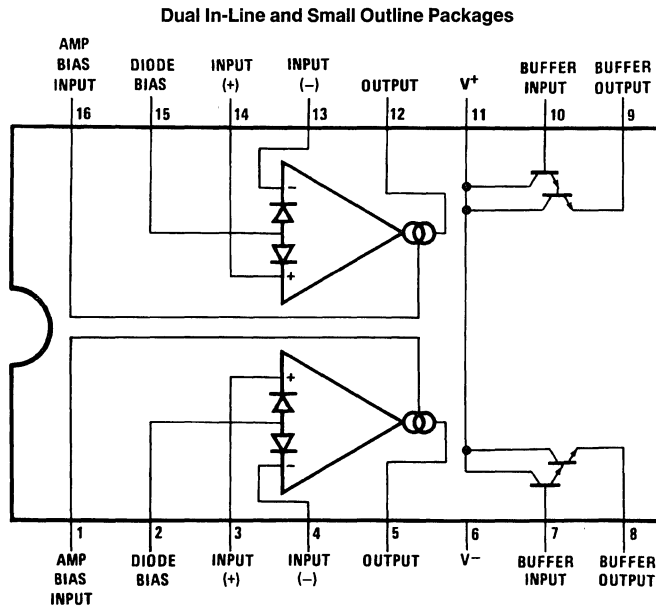 Dual In-Line and Small Outline Packages
AMP
BIAS
INPUT
DIODE
BIAS
INPUT
(+)
INPUT
(−)
OUTPUT
V+
BUFFER
INPUT
BUFFER
OUTPUT
16
15
14
13
12
11
10
9
−
+
+
−
1
2
3
4
5
6
7
8
AMP
BIAS
INPUT
DIODE
BIAS
INPUT
(+)
INPUT
(−)
OUTPUT
V−
BUFFER
INPUT
BUFFER
OUTPUT